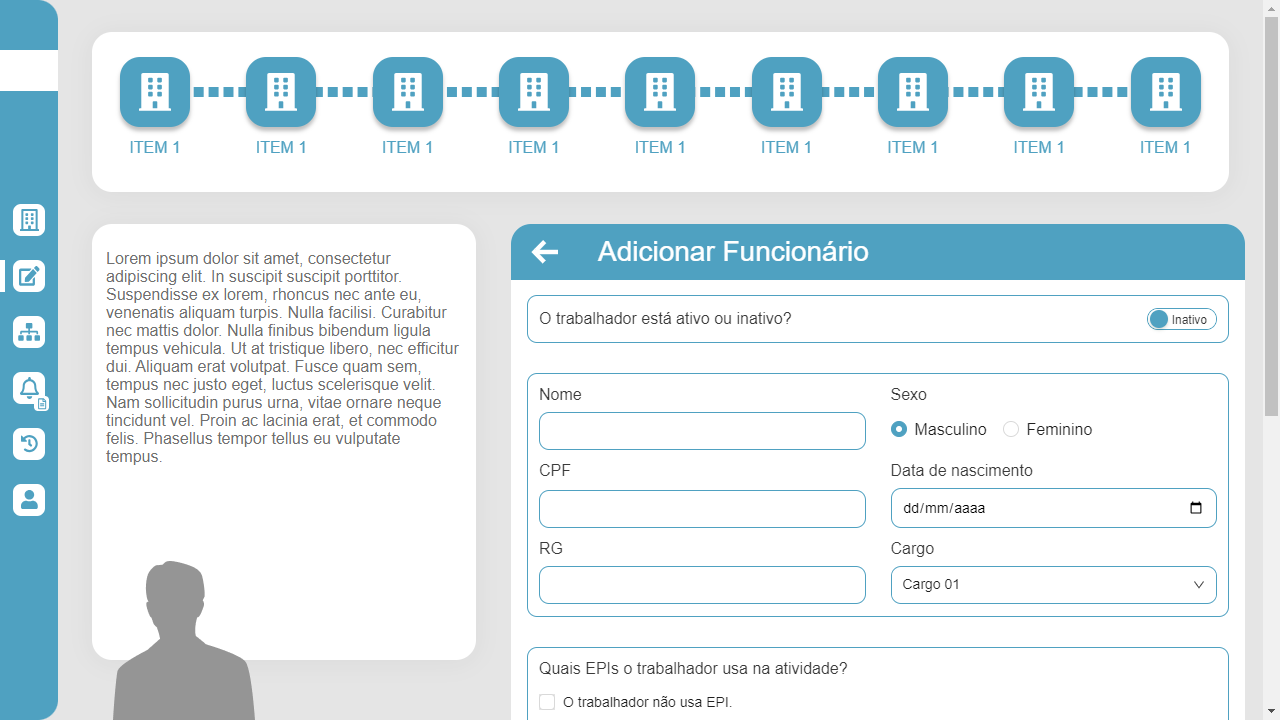 ITEM 1 ITEM 1 ITEM 1 ITEM 1 ITEM 1 ITEM 1 ITEM 1 ITEM 1 ITEM 1
Lorem ipsum dolor sit amet, consectetur
adipiscing elit. In suscipit suscipit porttitor.
Suspendisse ex lorem, rhoncus nec ante eu,
venenatis aliquam turpis. Nulla facilisi. Curabitur
nec mattis dolor. Nulla finibus bibendum ligula
tempus vehicula. Ut at tristique libero, nec efficitur
dui. Aliquam erat volutpat. Fusce quam sem,
tempus nec justo eget, luctus scelerisque velit.
Nam sollicitudin purus urna, vitae ornare neque
tincidunt vel. Proin ac lacinia erat, et commodo
felis. Phasellus tempor tellus eu vulputate
tempus.
Adicionar Funcionário
O trabalhador está ativo ou inativo?
Inativo
Nome
Sexo
Masculino
Feminino
CPF
Data de nascimento
dd/mm/aaaa
RG
Cargo
Cargo 01
Quais EPIs o trabalhador usa na atividade?
O trabalhador não usa EPI.